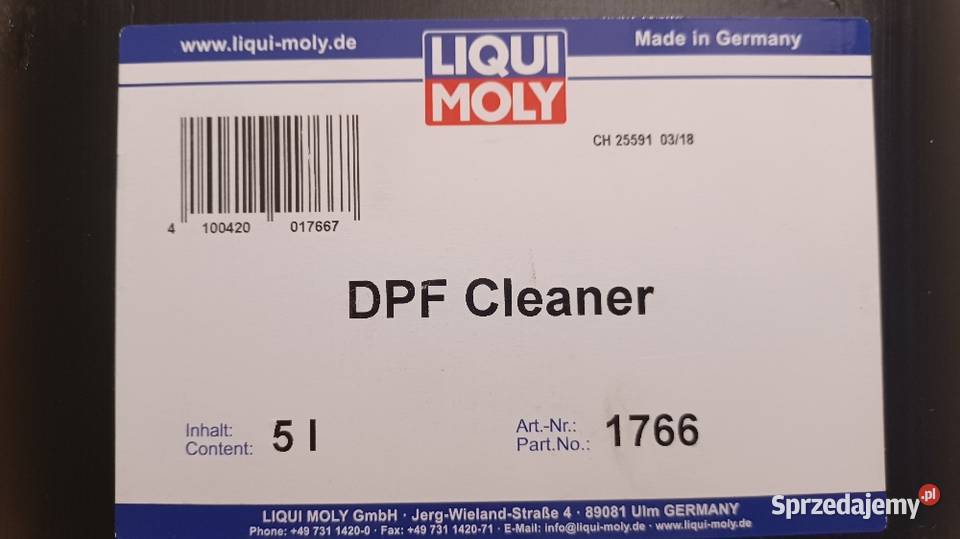 www.liqui-moly.de
LIQUI
MOLY
Made in Germany
CH 25591 03/18
4 100420 017667
DPF Cleaner
Inhalt:
Content: 5 l
Art.-Nr.:
Part.No.: 1766
LIQUI MOLY GmbH · Jerg-Wieland-Straße 4 · 89081 Ulm GERMANY
Phone: +49 731 1420-0 · Fax: +49 731 1420-71 · E-Mail: info@liqui-moly.de · www.liqui-moly.de
Sprzedajemy.pl